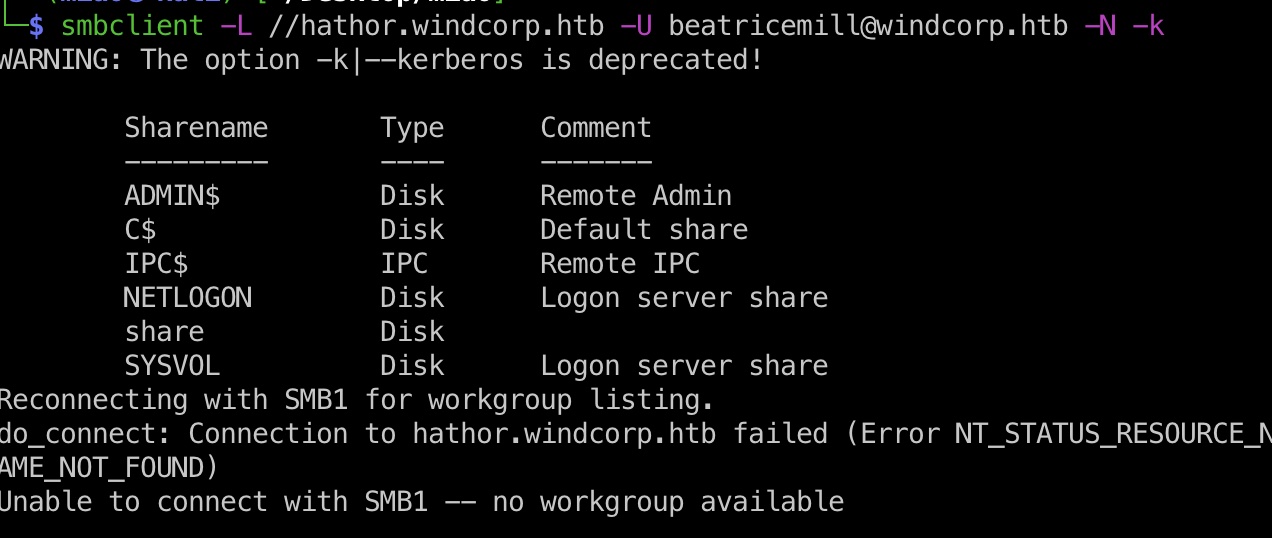 $ smbclient -L //hathor.windcorp.htb -U beatricemill@windcorp.htb -N -k
WARNING: The option -k|--kerberos is deprecated!
Sharename Type Comment
--------- ---- -------
ADMIN$ Disk Remote Admin
C$ Disk Default share
IPC$ IPC Remote IPC
NETLOGON Disk Logon server share
share Disk
SYSVOL Disk Logon server share
Reconnecting with SMB1 for workgroup listing.
do_connect: Connection to hathor.windcorp.htb failed (Error NT_STATUS_RESOURCE_N
AME_NOT_FOUND)
Unable to connect with SMB1 -- no workgroup available